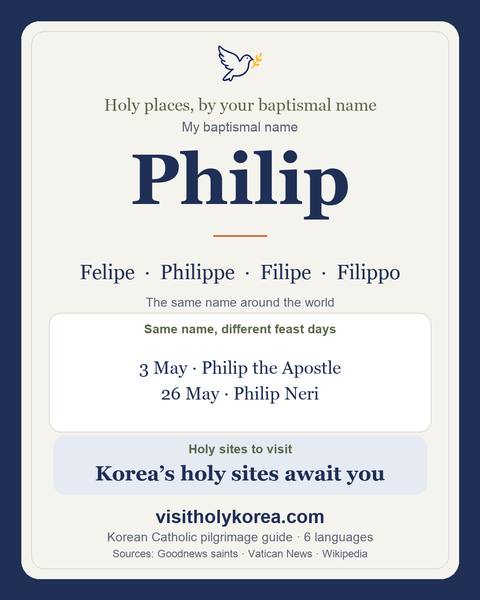 Holy places, by your baptismal name
My baptismal name
Philip
Felipe · Philippe · Filipe · Filippo
The same name around the world
Same name, different feast days
3 May · Philip the Apostle
26 May · Philip Neri
Holy sites to visit
Korea’s holy sites await you
visitholykorea.com
Korean Catholic pilgrimage guide · 6 languages
Sources: Goodnews saints · Vatican News · Wikipedia